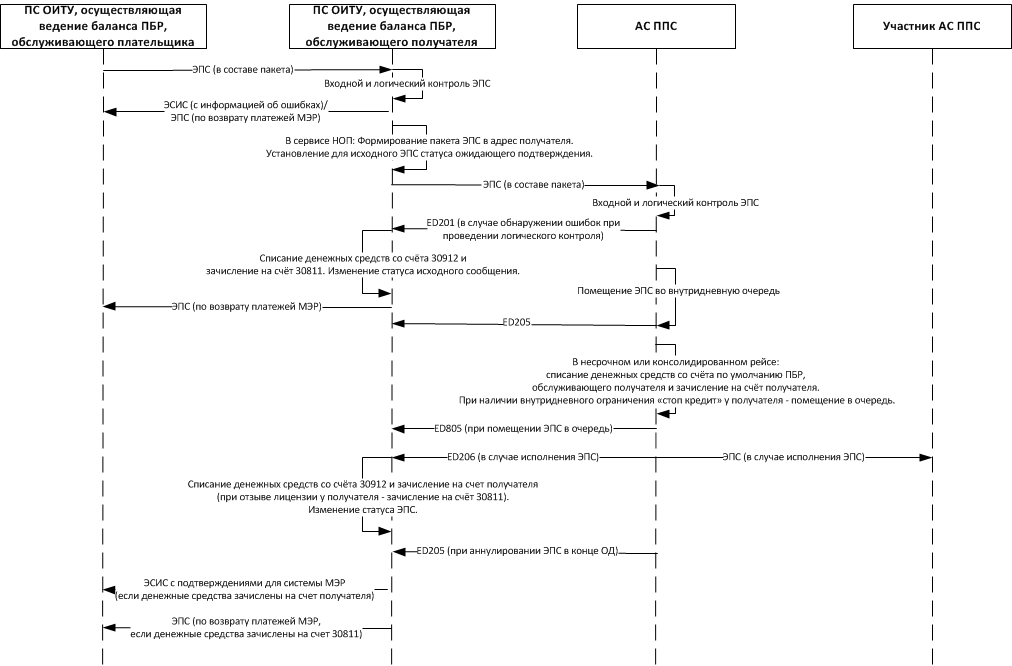 ПС ОИТУ, осуществляющая
ведение баланса ПБР,
обслуживающего плательщика
ПС ОИТУ, осуществляющая
ведение баланса ПБР,
обслуживающего получателя
АС ППС
Участник АС ППС
ЭПС (в составе пакета)
Входной и логический контроль ЭПС
ЭСИС (с информацией об ошибках)/
ЭПС (по возврату платежей МЭР)
В сервисе НОП: Формирование пакета ЭПС в адрес получателя.
Установление для исходного ЭПС статуса ожидающего подтверждения.
ЭПС (в составе пакета)
Входной и логический контроль ЭПС
ED201 (в случае обнаружении ошибок при
проведении логического контроля)
Списание денежных средств со счёта 30912 и
зачисление на счёт 30811. Изменение статуса исходного сообщения.
Помещение ЭПС во внутридневную очередь
ЭПС (по возврату платежей МЭР)
ED205
В несрочном или консолидированном рейсе:
списание денежных средств со счёта по умолчанию ПБР,
обслуживающего получателя и зачисление на счёт получателя.
При наличии внутридневного ограничения «стоп кредит» у получателя - помещение в очередь.
ED805 (при помещении ЭПС в очередь)
ED206 (в случае исполнения ЭПС)
ЭПС (в случае исполнения ЭПС)
Списание денежных средств со счёта 30912 и зачисление на счет получателя
(при отзыве лицензии у получателя - зачисление на счёт 30811).
Изменение статуса ЭПС.
ED205 (при аннулировании ЭПС в конце ОД)
ЭСИС с подтверждениями для системы МЭР
(если денежные средства зачислены на счет получателя)
ЭПС (по возврату платежей МЭР,
если денежные средства зачислены на счет 30811)